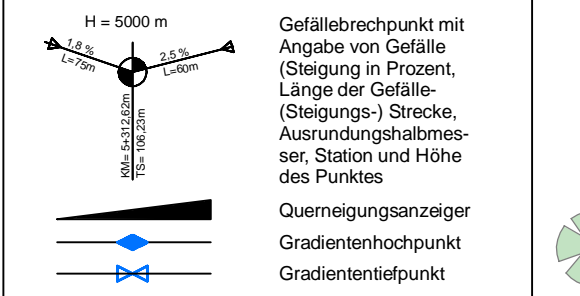 H = 5000 m
1,8 %
L=75m
2,5 %
L=60m
KM= 5+312,62m
TS= 106,23m
Gefällebrechpunkt mit
Angabe von Gefälle
(Steigung in Prozent,
Länge der Gefälle-
(Steigungs-) Strecke,
Ausrundungshalbmes-
ser, Station und Höhe
des Punktes
Querneigungsanzeiger
Gradientenhochpunkt
Gradiententiefpunkt